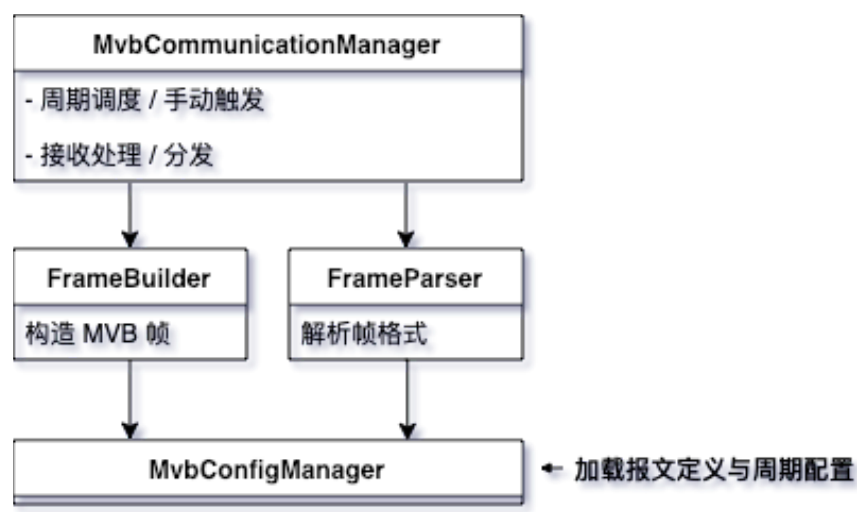 MvbCommunicationManager
- 周期调度 / 手动触发
- 接收处理 / 分发
FrameBuilder
构造 MVB 帧
FrameParser
解析帧格式
MvbConfigManager
← 加载报文定义与周期配置